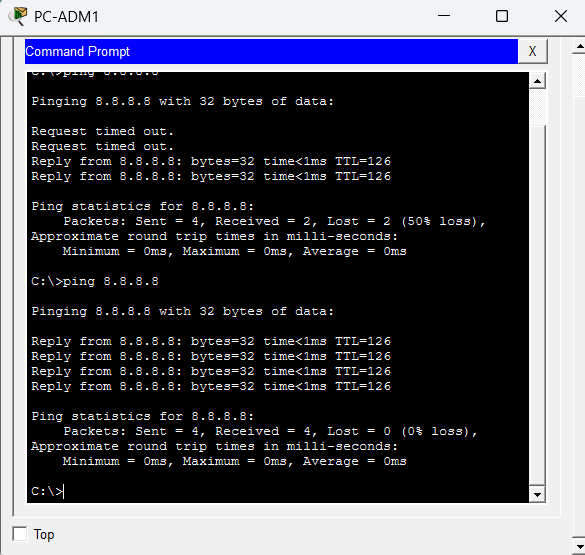 PC-ADM1
Command Prompt
X
C:\>ping 8.8.8.8
Pinging 8.8.8.8 with 32 bytes of data:
Request timed out.
Request timed out.
Reply from 8.8.8.8: bytes=32 time<1ms TTL=126
Reply from 8.8.8.8: bytes=32 time<1ms TTL=126
Ping statistics for 8.8.8.8:
    Packets: Sent = 4, Received = 2, Lost = 2 (50% loss),
Approximate round trip times in milli-seconds:
    Minimum = 0ms, Maximum = 0ms, Average = 0ms
C:\>ping 8.8.8.8
Pinging 8.8.8.8 with 32 bytes of data:
Reply from 8.8.8.8: bytes=32 time<1ms TTL=126
Reply from 8.8.8.8: bytes=32 time<1ms TTL=126
Reply from 8.8.8.8: bytes=32 time<1ms TTL=126
Reply from 8.8.8.8: bytes=32 time<1ms TTL=126
Ping statistics for 8.8.8.8:
    Packets: Sent = 4, Received = 4, Lost = 0 (0% loss),
Approximate round trip times in milli-seconds:
    Minimum = 0ms, Maximum = 0ms, Average = 0ms
C:\>
Top